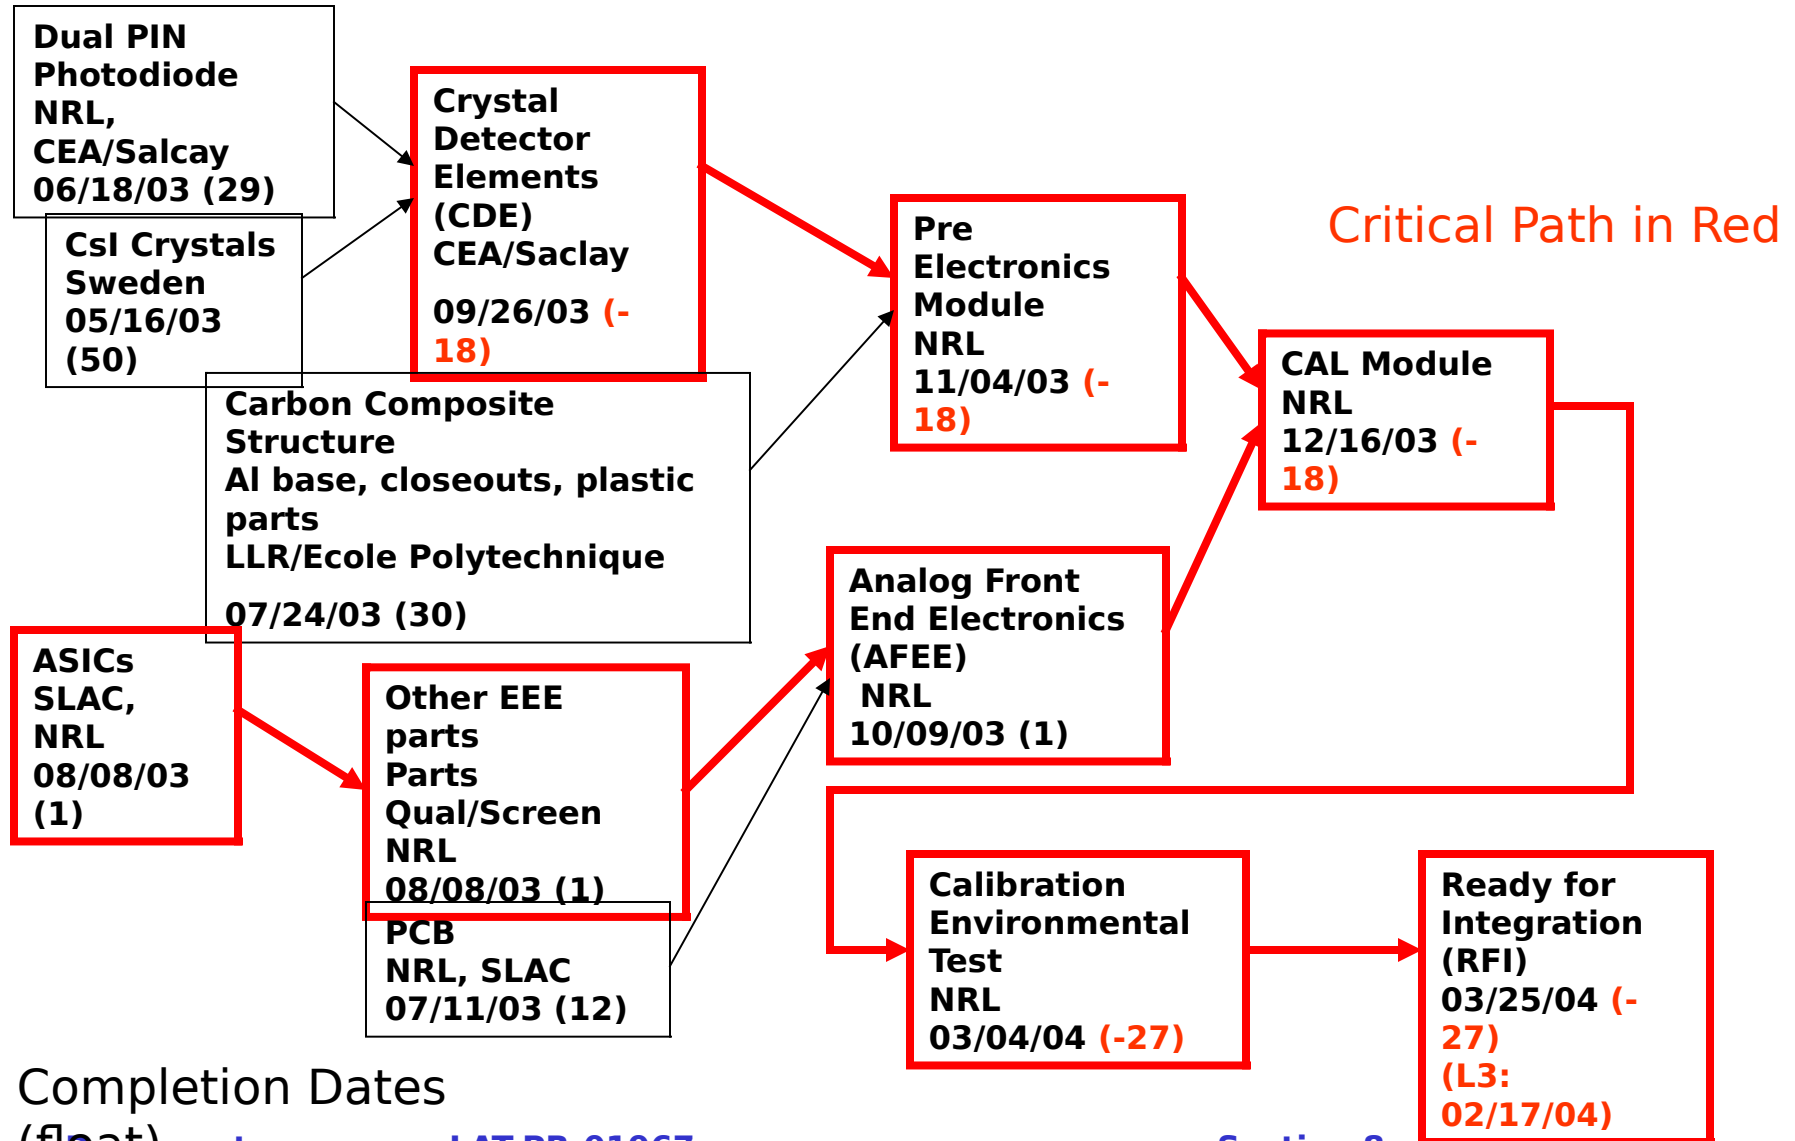 Dual PIN
Photodiode
NRL,
CEA/Salcay
06/18/03 (29)
CsI Crystals
Sweden
05/16/03
(50)
Crystal
Detector
Elements
(CDE)
CEA/Saclay
09/26/03 (-
18)
Carbon Composite
Structure
Al base, closeouts, plastic
parts
LLR/Ecole Polytechnique
07/24/03 (30)
Pre
Electronics
Module
NRL
11/04/03 (-
18)
Critical Path in Red
CAL Module
NRL
12/16/03 (-
18)
ASICs
SLAC,
NRL
08/08/03
(1)
Other EEE
parts
Parts
Qual/Screen
NRL
08/08/03 (1)
PCB
NRL, SLAC
07/11/03 (12)
Analog Front
End Electronics
(AFEE)
NRL
10/09/03 (1)
Calibration
Environmental
Test
NRL
03/04/04 (-27)
Ready for
Integration
(RFI)
03/25/04 (-
27)
(L3:
02/17/04)
Completion Dates
(float)
Section 8